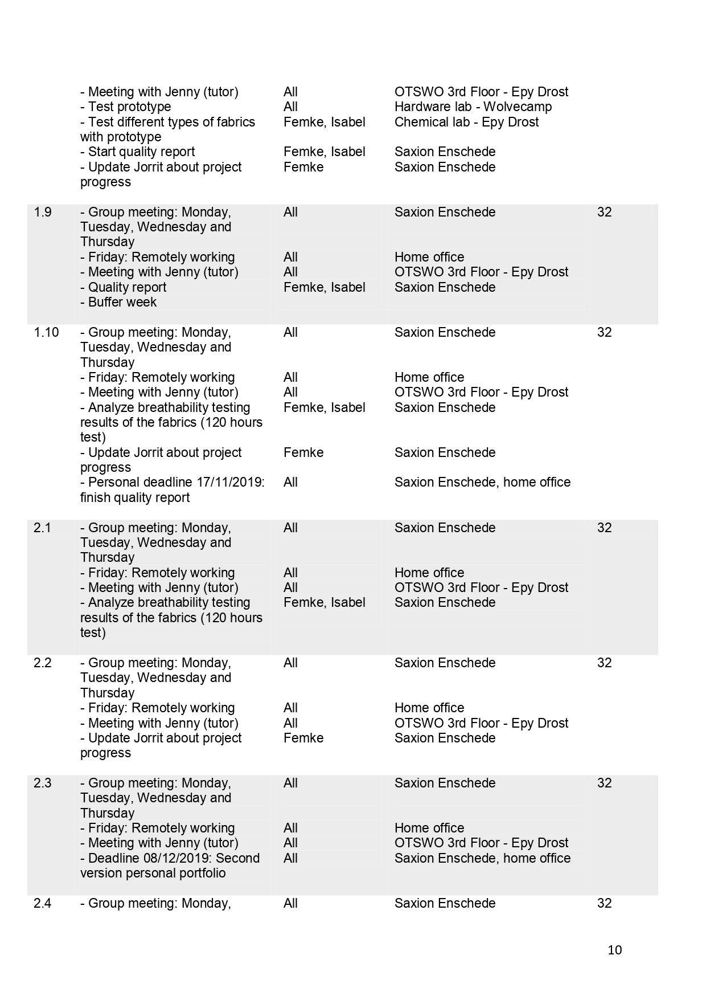 - Meeting with Jenny (tutor) All OTSWO 3rd Floor - Epy Drost
- Test prototype All Hardware lab - Wolvecamp
- Test different types of fabrics Femke, Isabel Chemical lab - Epy Drost
with prototype
- Start quality report Femke, Isabel Saxion Enschede
- Update Jorrit about project Femke Saxion Enschede
progress
1.9 - Group meeting: Monday, All Saxion Enschede 32
Tuesday, Wednesday and
Thursday
- Friday: Remotely working All Home office
- Meeting with Jenny (tutor) All OTSWO 3rd Floor - Epy Drost
- Quality report Femke, Isabel Saxion Enschede
- Buffer week
1.10 - Group meeting: Monday, All Saxion Enschede 32
Tuesday, Wednesday and
Thursday
- Friday: Remotely working All Home office
- Meeting with Jenny (tutor) All OTSWO 3rd Floor - Epy Drost
- Analyze breathability testing Femke, Isabel Saxion Enschede
results of the fabrics (120 hours
test)
- Update Jorrit about project Femke Saxion Enschede
progress
- Personal deadline 17/11/2019: All Saxion Enschede, home office
finish quality report
2.1 - Group meeting: Monday, All Saxion Enschede 32
Tuesday, Wednesday and
Thursday
- Friday: Remotely working All Home office
- Meeting with Jenny (tutor) All OTSWO 3rd Floor - Epy Drost
- Analyze breathability testing Femke, Isabel Saxion Enschede
results of the fabrics (120 hours
test)
2.2 - Group meeting: Monday, All Saxion Enschede 32
Tuesday, Wednesday and
Thursday
- Friday: Remotely working All Home office
- Meeting with Jenny (tutor) All OTSWO 3rd Floor - Epy Drost
- Update Jorrit about project Femke Saxion Enschede
progress
2.3 - Group meeting: Monday, All Saxion Enschede 32
Tuesday, Wednesday and
Thursday
- Friday: Remotely working All Home office
- Meeting with Jenny (tutor) All OTSWO 3rd Floor - Epy Drost
- Deadline 08/12/2019: Second All Saxion Enschede, home office
version personal portfolio
2.4 - Group meeting: Monday, All Saxion Enschede 32
10